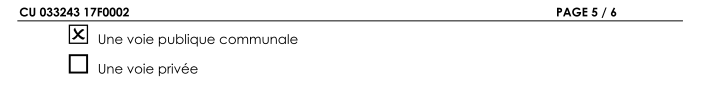 CU 033243 17F0002 PAGE 5 / 6
☒ Une voie publique communale
☐ Une voie privée